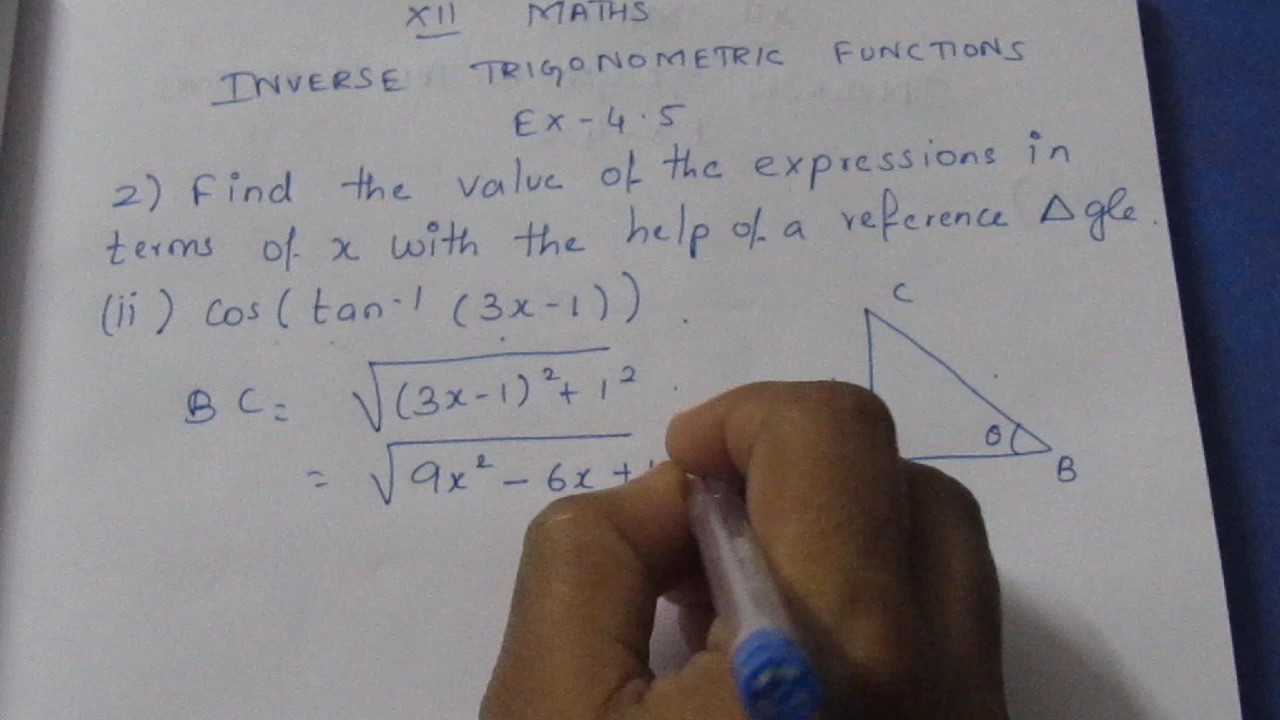 XII MATHS
INVERSE TRIGONOMETRIC FUNCTIONS
Ex - 4.5
2) Find the value of the expressions in
terms of x with the help of a reference Δgle.
(ii) cos(tan⁻¹ (3x-1))
C
BC = √(3x-1)²+1²
θ
B
= √9x² - 6x +